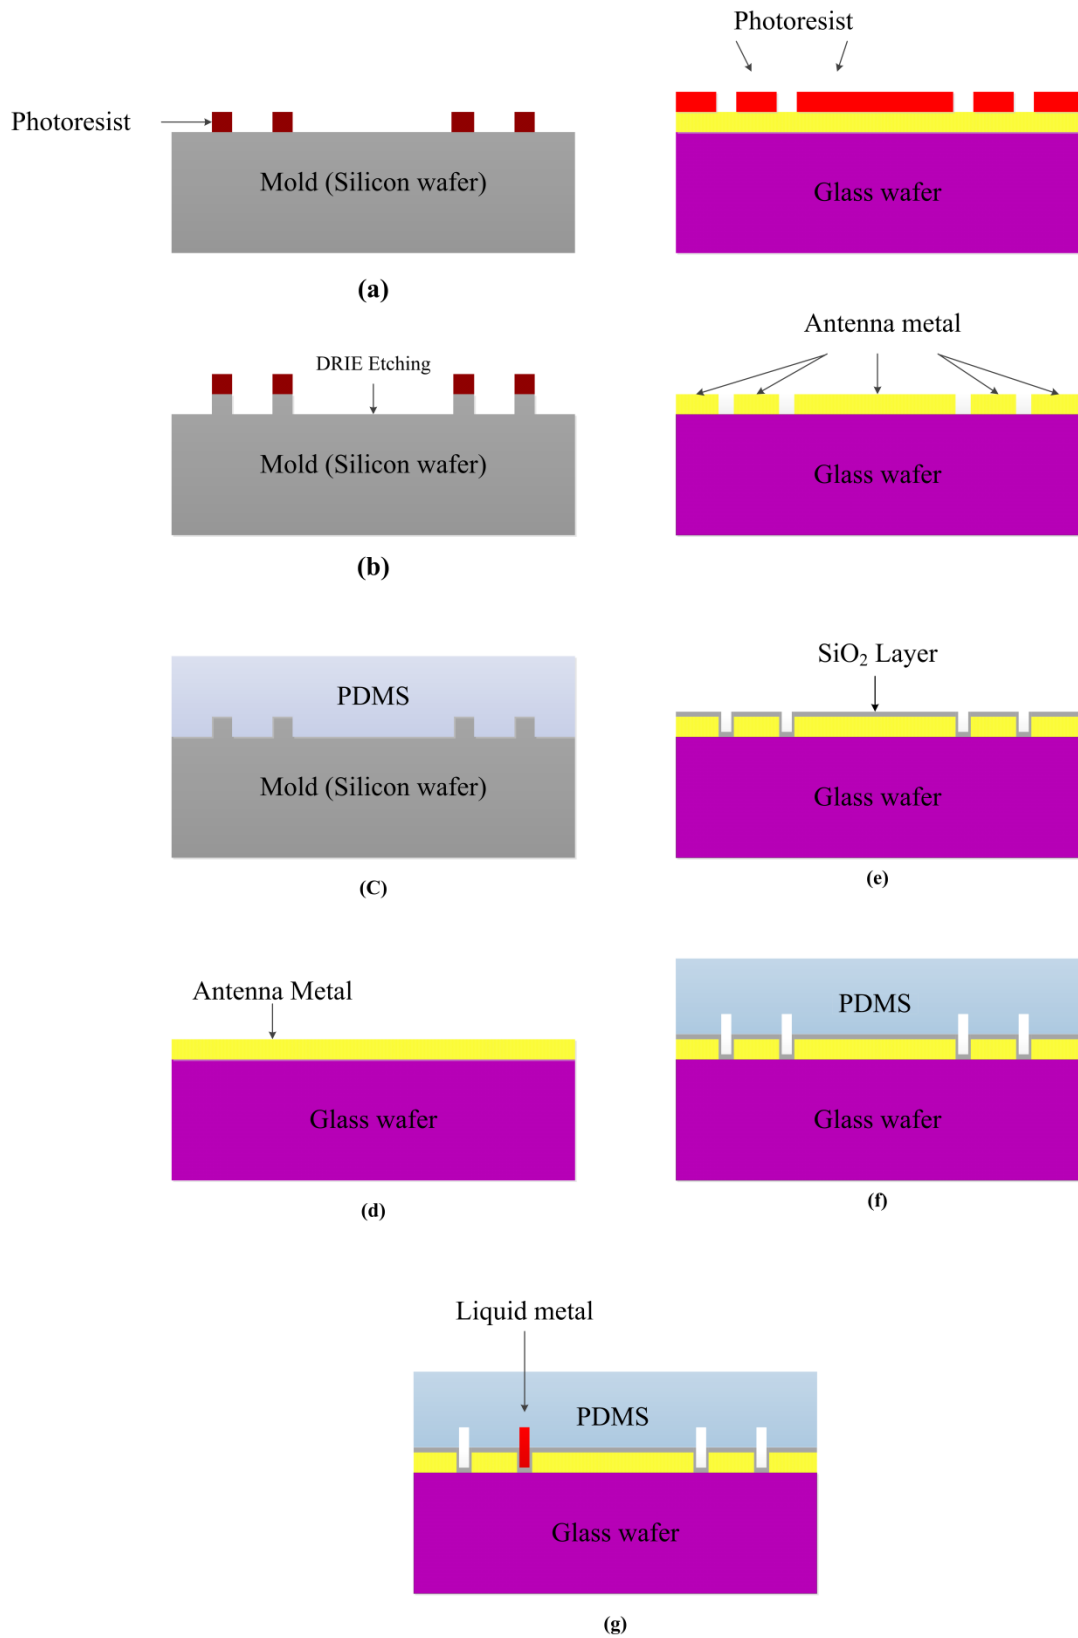 Photoresist
Photoresist
Mold (Silicon wafer)
Glass wafer
(a)
Antenna metal
DRIE Etching
Mold (Silicon wafer)
Glass wafer
(b)
SiO₂ Layer
PDMS
Mold (Silicon wafer)
Glass wafer
(C)
(e)
Antenna Metal
PDMS
Glass wafer
Glass wafer
(d)
(f)
Liquid metal
PDMS
Glass wafer
(g)